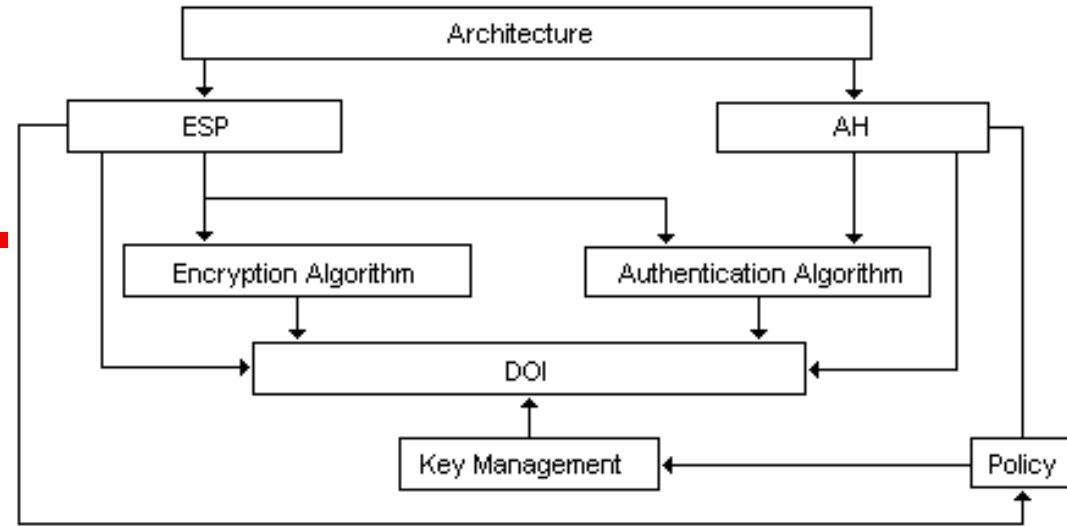 Architecture
ESP
AH
Encryption Algorithm
Authentication Algorithm
DOI
Key Management
Policy